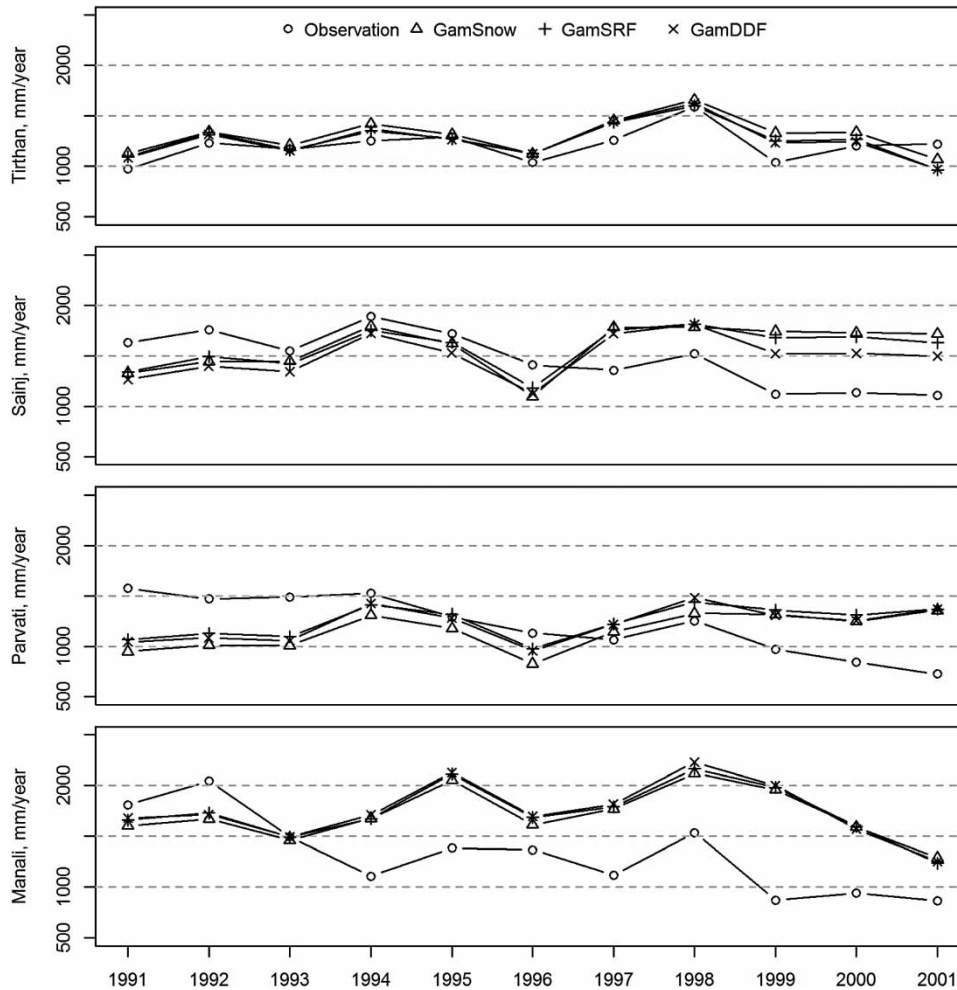 Observation GamSnow GamSRF GamDDF
Tirthan, mm/year
2000
1000
500
Sainj, mm/year
2000
1000
500
Parvati, mm/year
2000
1000
500
Manali, mm/year
2000
1000
500
1991 1992 1993 1994 1995 1996 1997 1998 1999 2000 2001